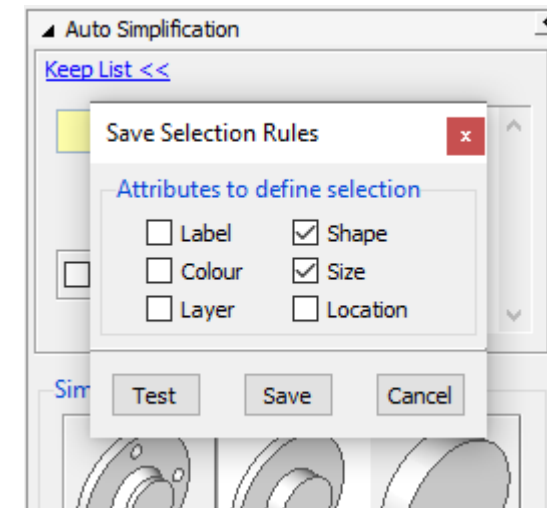 Auto Simplification
Keep List <<
Save Selection Rules
x
Attributes to define selection
Label Shape
Colour Size
Layer Location
Test Save Cancel